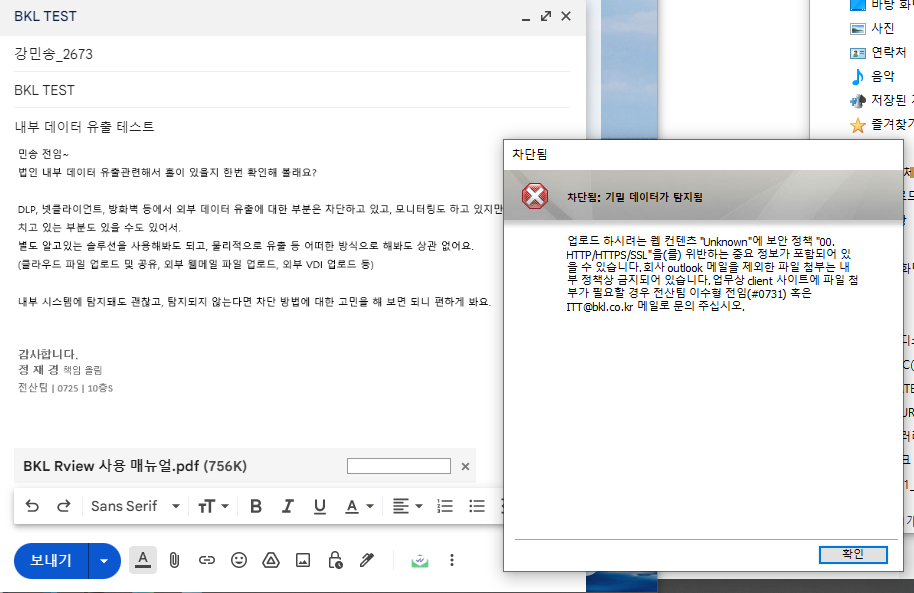 BKL TEST
강민송_2673
BKL TEST
내부 데이터 유출 테스트
민송 전임~
법인 내부 데이터 유출관련해서 홀이 있을지 한번 확인해 볼래요?
DLP, 넷클라이언트, 방화벽 등에서 외부 데이터 유출에 대한 부분은 차단하고 있고, 모니터링도 하고 있지만
치고 있는 부분도 있을 수도 있어서.
별도 알고있는 솔루션을 사용해봐도 되고, 물리적으로 유출 등 어떠한 방식으로 해봐도 상관 없어요.
(클라우드 파일 업로드 및 공유, 외부 웹메일 파일 업로드, 외부 VDI 업로드 등)
내부 시스템에 탐지돼도 괜찮고, 탐지되지 않는다면 차단 방법에 대한 고민을 해 보면 되니 편하게 봐요.
감사합니다.
정 재 경 책임 올림
전산팀 | 0725 | 10층S
BKL Rview 사용 매뉴얼.pdf (756K)
Sans Serif
보내기
차단됨
차단됨: 기밀 데이터가 탐지됨
업로드 하시려는 웹 컨텐츠 "Unknown"에 보안 정책 "00.
HTTP/HTTPS/SSL"을(를) 위반하는 중요 정보가 포함되어 있
을 수 있습니다.회사 outlook 메일을 제외한 파일 첨부는 내
부 정책상 금지되어 있습니다.업무상 client 사이트에 파일 첨
부가 필요할 경우 전산팀 이수형 전임(#0731) 혹은
ITT@bkl.co.kr 메일로 문의 주십시오.
확인
바탕 화면
사진
연락처
음악
저장된
즐겨찾기